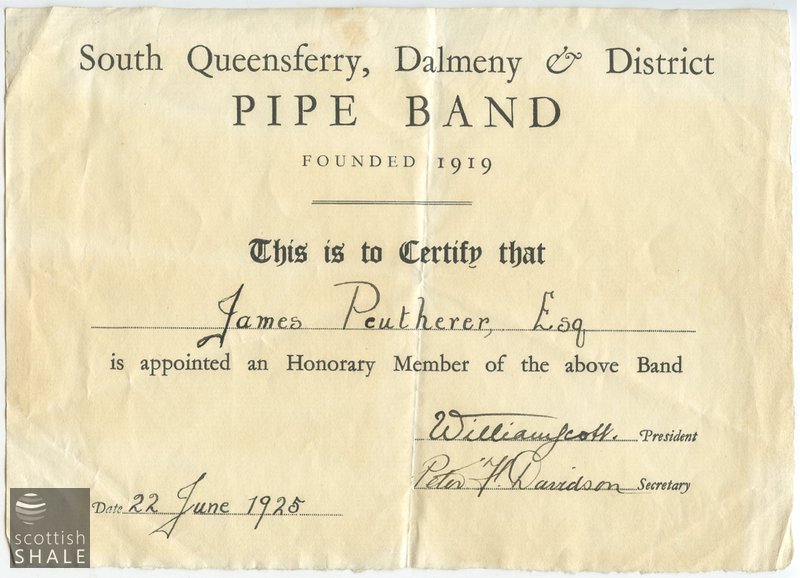 South Queensferry, Dalmeny & District
PIPE BAND
FOUNDED 1919
This is to Certify that
James Peutherer, Esq
is appointed an Honorary Member of the above Band
William Scott. President
Peter F. Davidson Secretary
Date 22 June 1925
scottish
SHALE